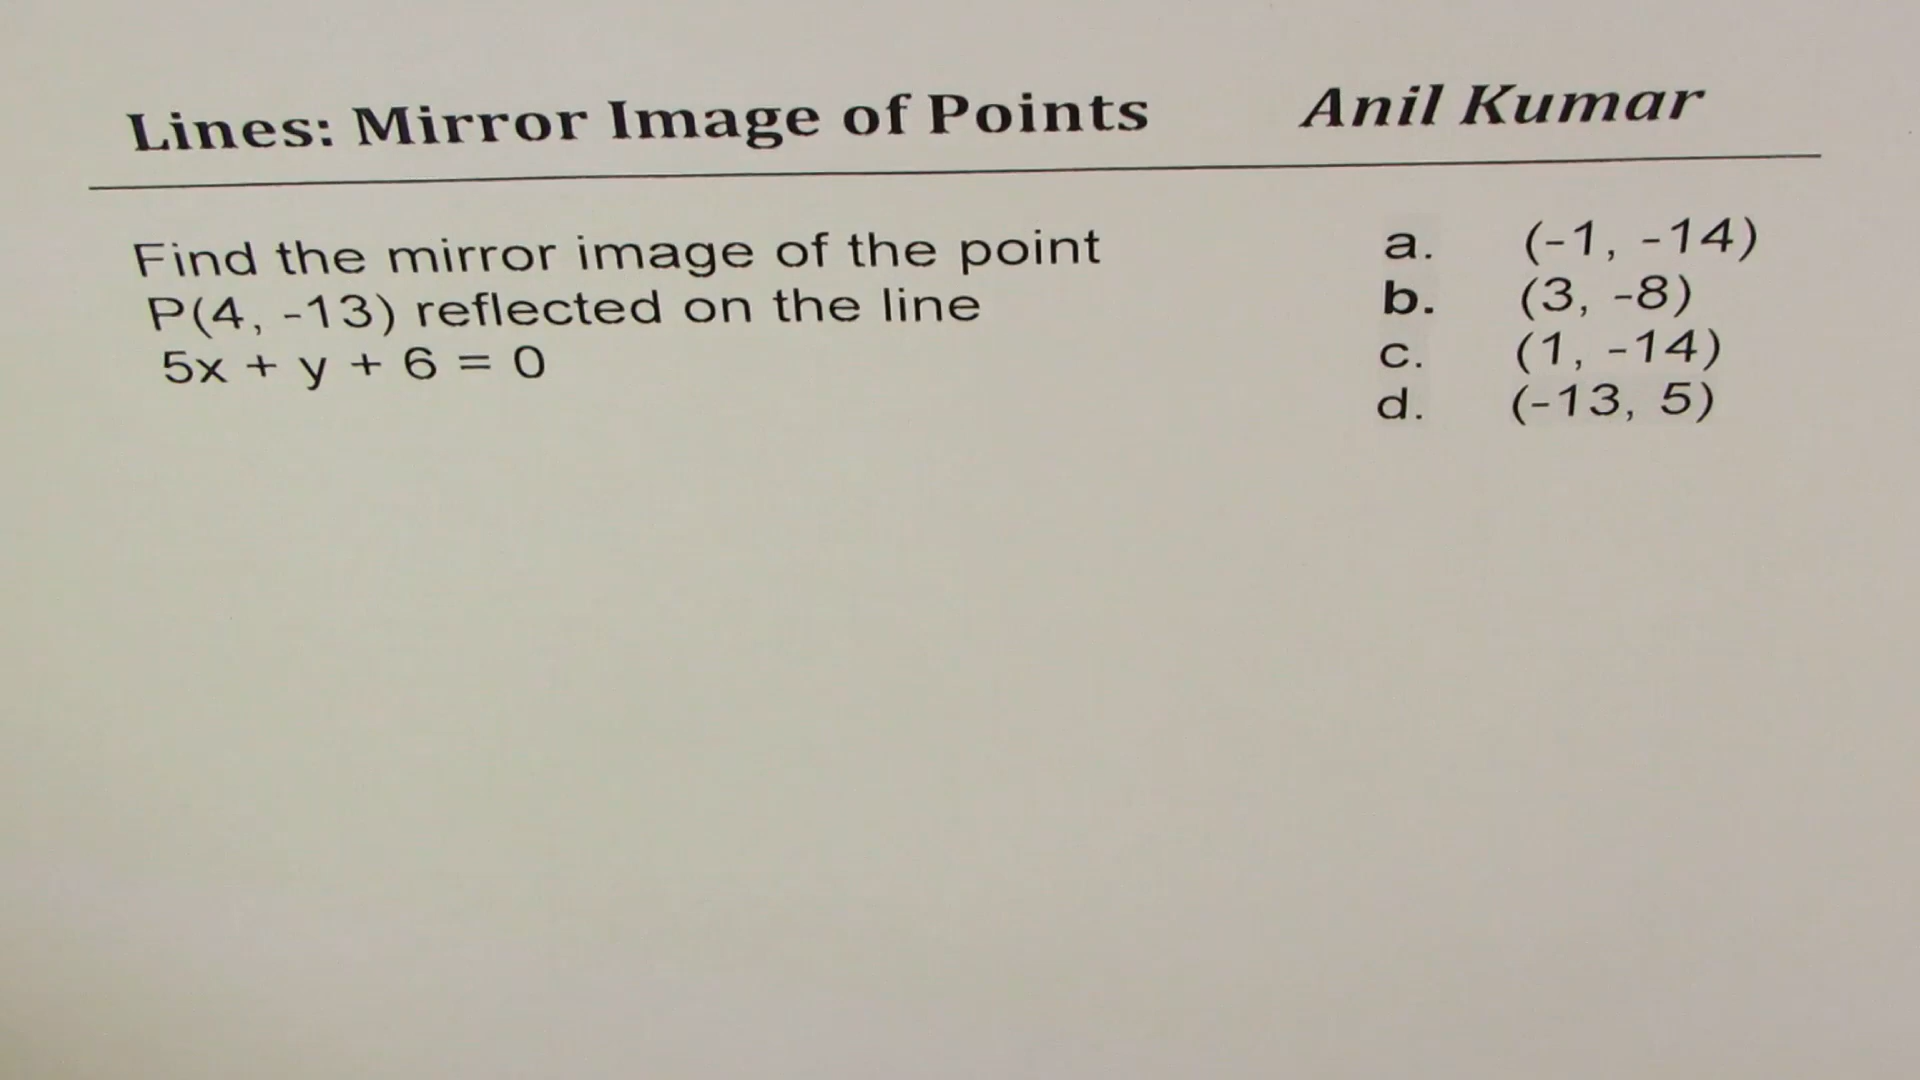 Lines: Mirror Image of Points Anil Kumar
Find the mirror image of the point
P(4, -13) reflected on the line
5x + y + 6 = 0
a. (-1, -14)
b. (3, -8)
c. (1, -14)
d. (-13, 5)